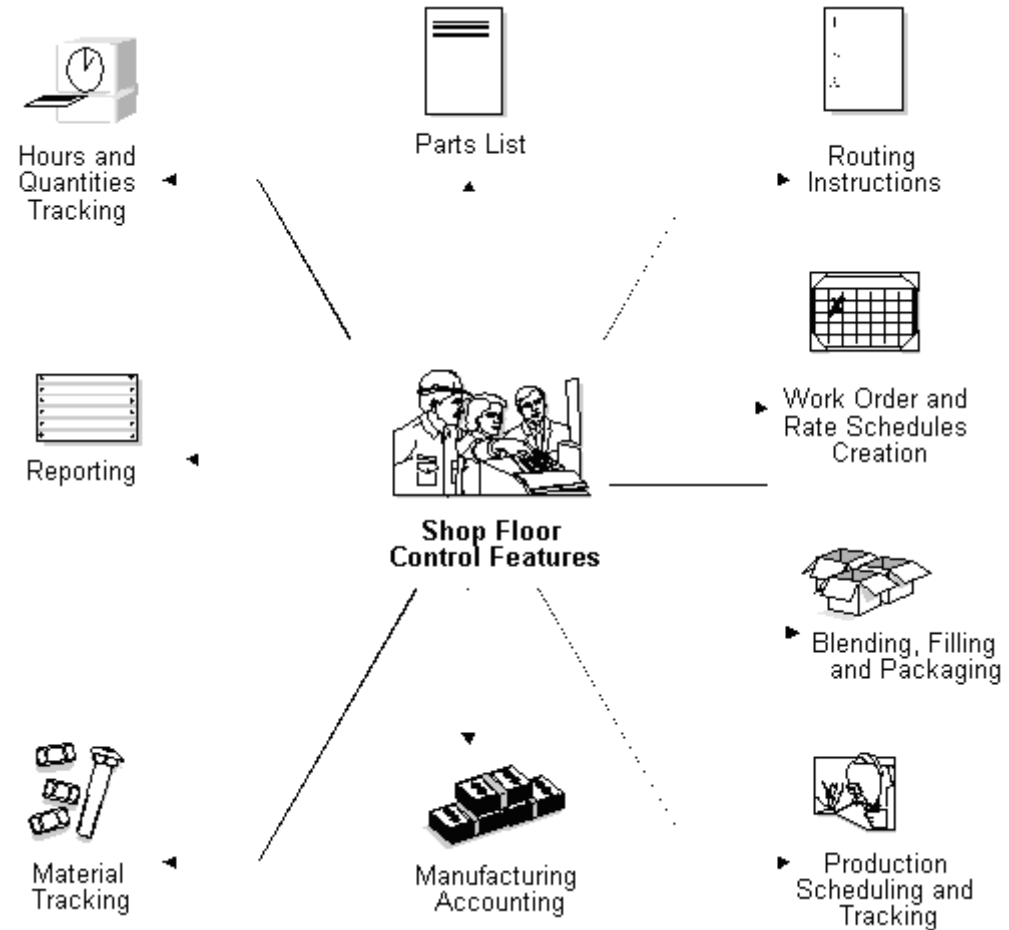 Parts List
Hours and
Quantities
Tracking
Routing
Instructions
Work Order and
Rate Schedules
Creation
Reporting
Shop Floor
Control Features
Blending, Filling
and Packaging
Material
Tracking
Manufacturing
Accounting
Production
Scheduling and
Tracking